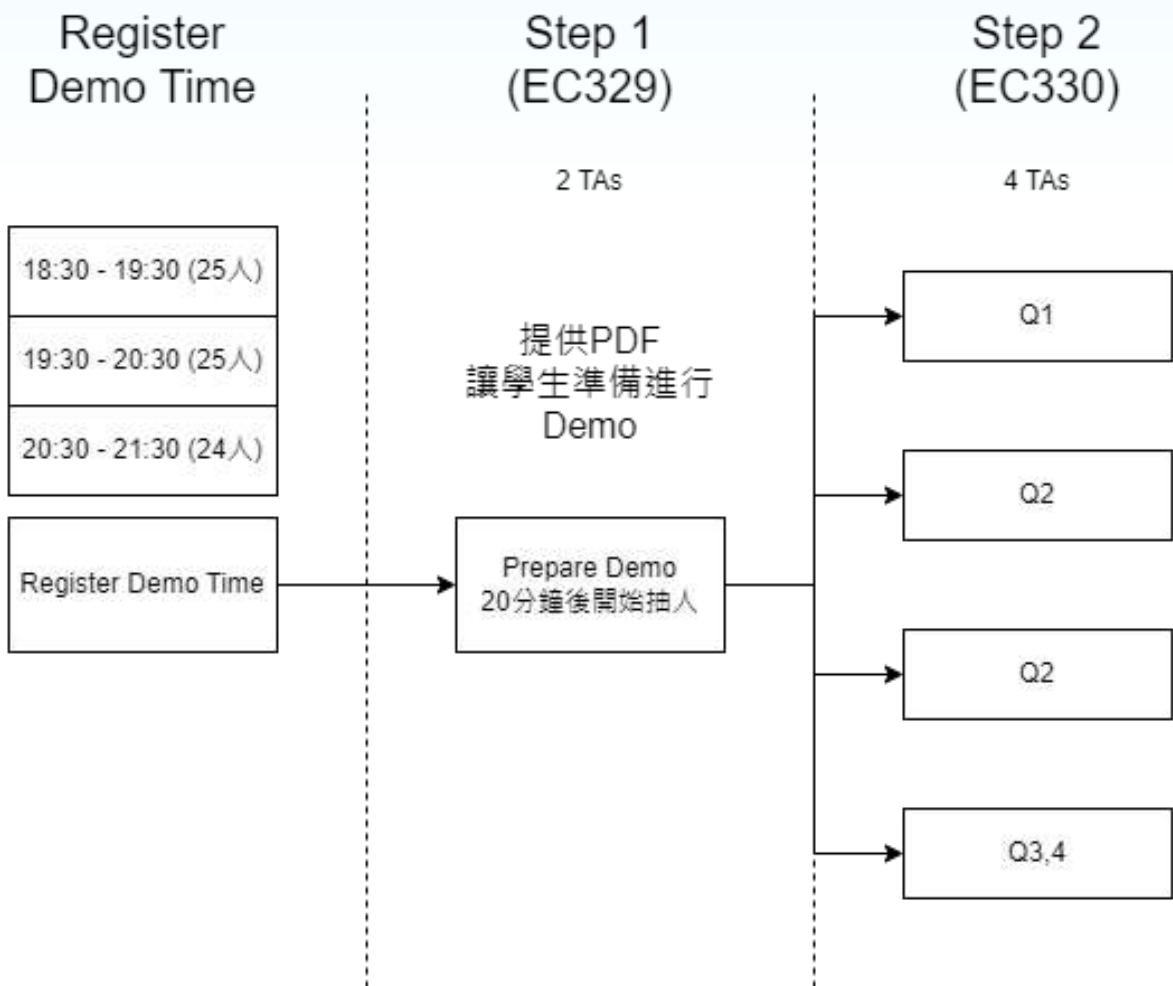 Register
Demo Time
18:30 - 19:30 (25人)
19:30 - 20:30 (25人)
20:30 - 21:30 (24人)
Register Demo Time
Step 1
(EC329)
2 TAs
提供PDF
讓學生準備進行
Demo
Prepare Demo
20分鐘後開始抽人
Step 2
(EC330)
4 TAs
Q1
Q2
Q2
Q3,4